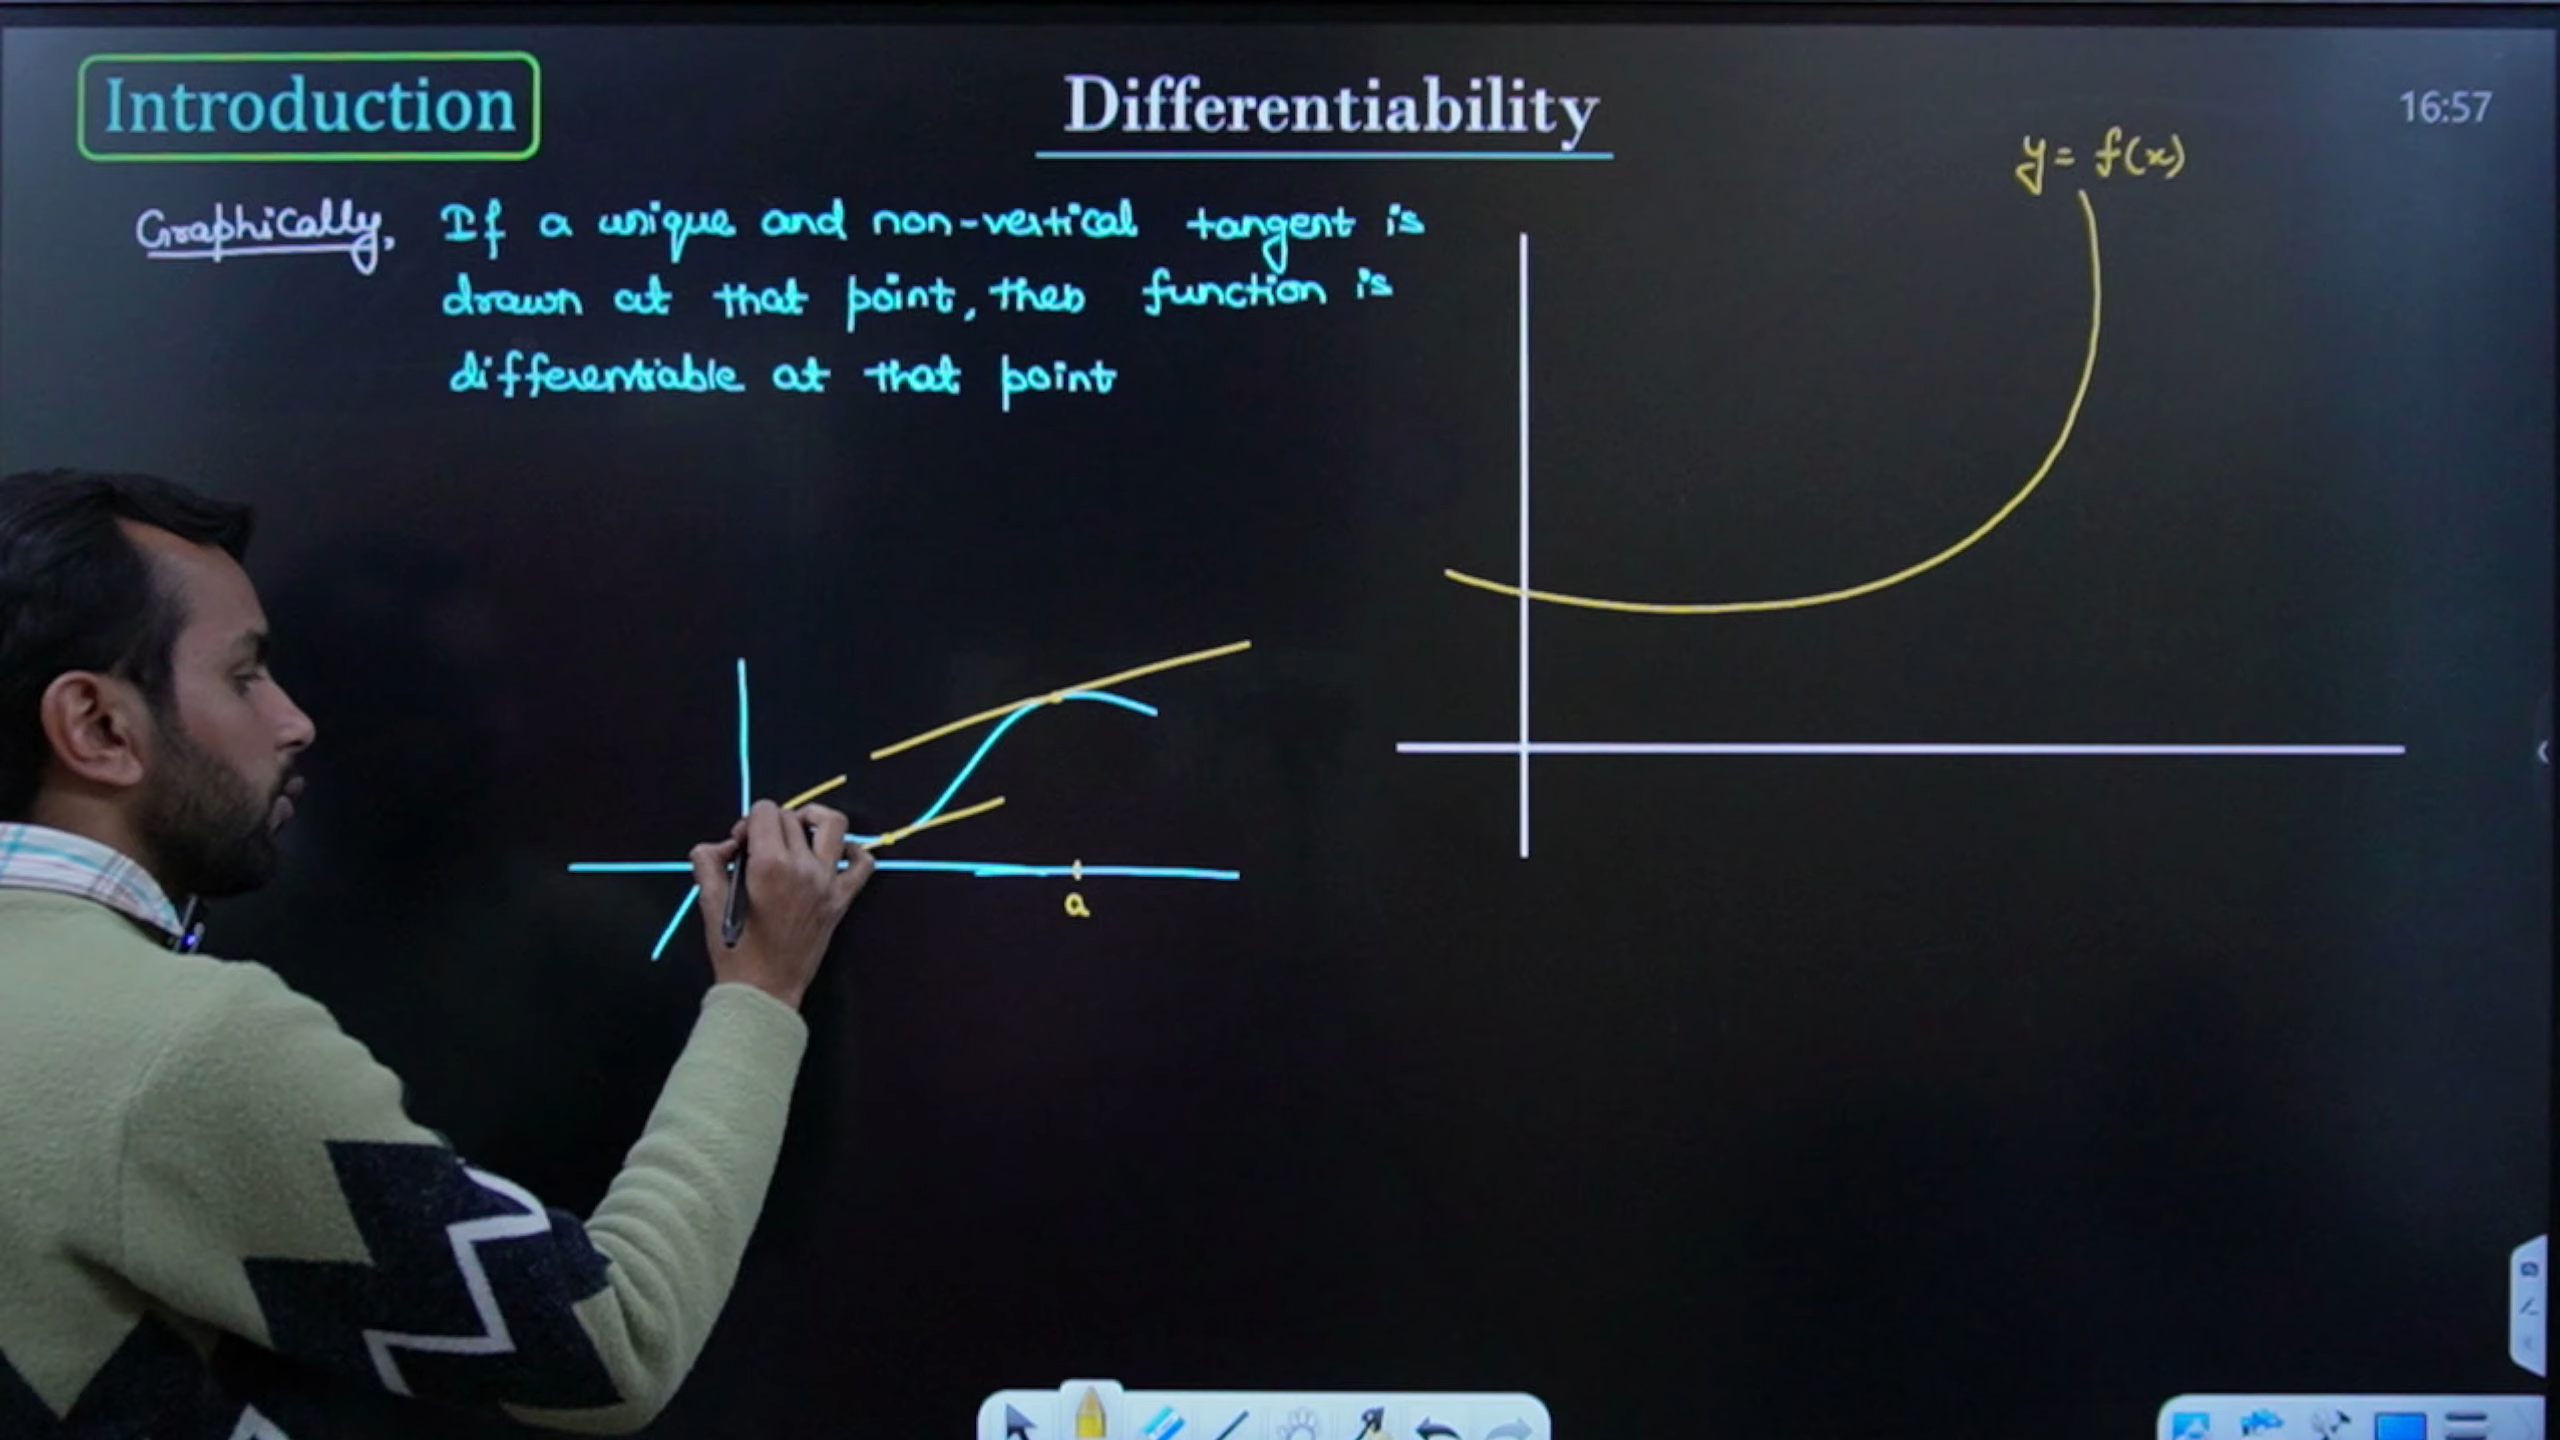 Introduction
Differentiability
16:57
y = f(x)
Graphically, If a unique and non-vertical tangent is
drawn at that point, then function is
differentiable at that point
a